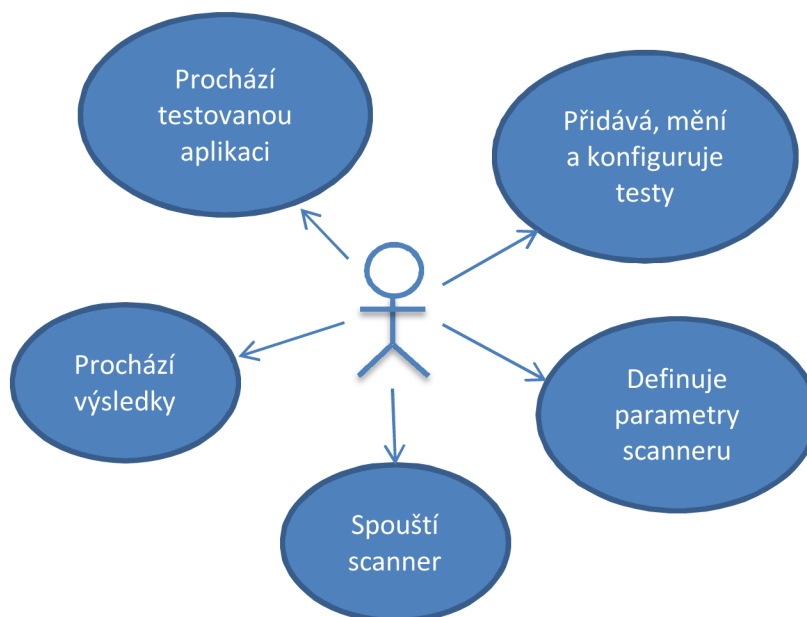 Prochází
testovanou
aplikaci
Přidává, mění
a konfiguruje
testy
Prochází
výsledky
Definuje
parametry
scanneru
Spouští
scanner